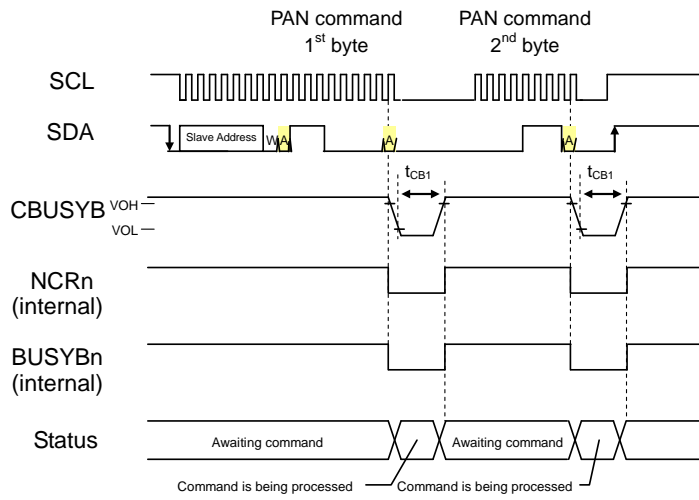 PAN command PAN command
1st byte 2nd byte
SCL
SDA Slave Address W A A A
tCB1 tCB1
CBUSYB VOH
VOL
NCRn
(internal)
BUSYBn
(internal)
Status Awaiting command Awaiting command
Command is being processed Command is being processed